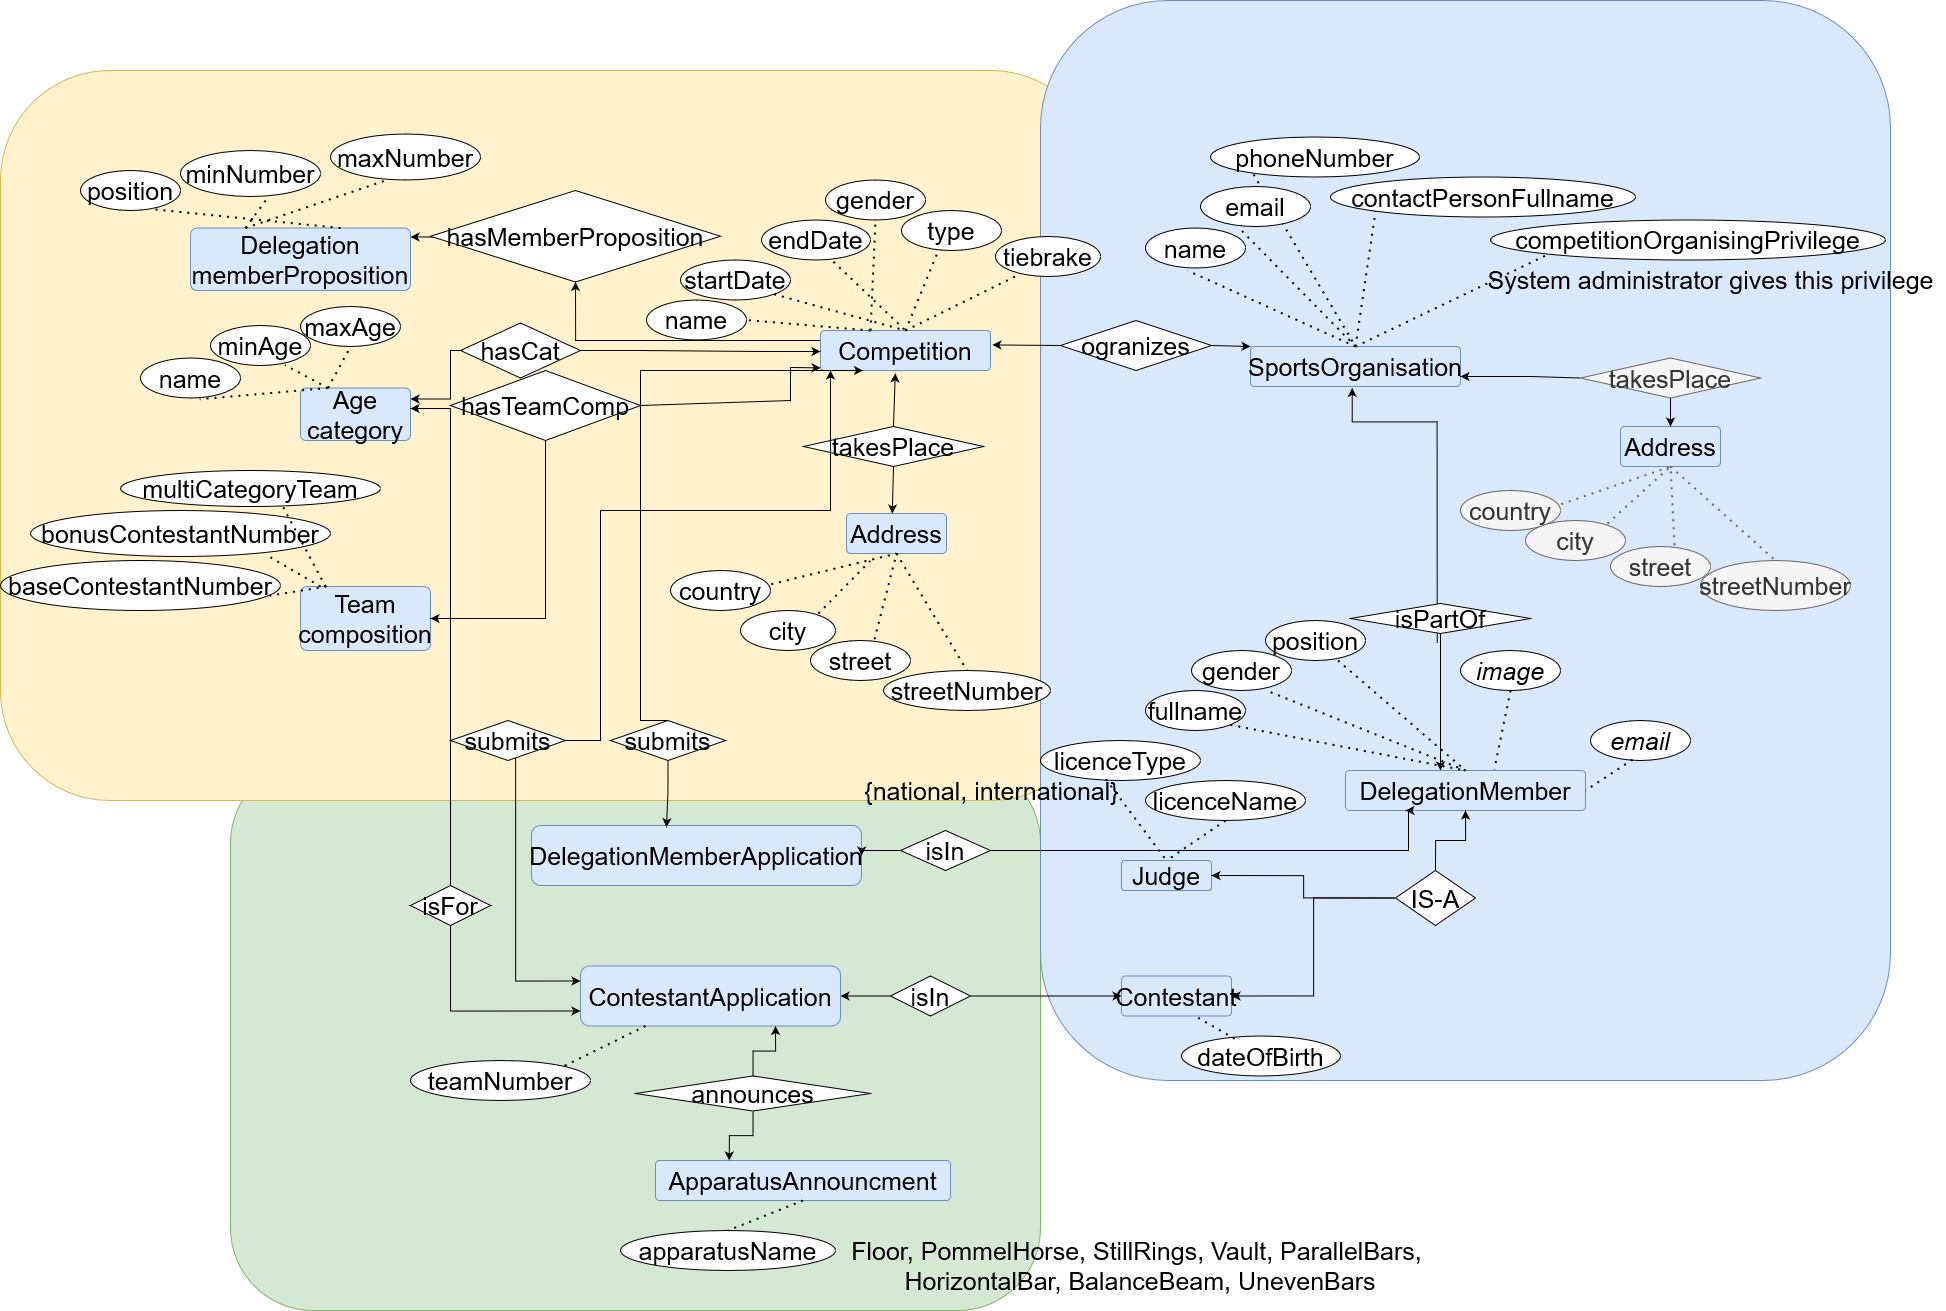 phoneNumber
maxNumber
minNumber
position
contactPersonFullname
gender
email
type
endDate
competitionOrganisingPrivilege
hasMemberProposition
Delegation
memberProposition
name
tiebrake
startDate
System administrator gives this privilege
name
maxAge
minAge
hasCat
Competition
ogranizes
SportsOrganisation
name
takesPlace
Age
category
hasTeamComp
takesPlace
Address
multiCategoryTeam
country
bonusContestantNumber
Address
city
street
baseContestantNumber
country
streetNumber
Team
composition
city
isPartOf
position
street
gender
image
streetNumber
fullname
submits
submits
email
licenceType
{national, international}
licenceName
DelegationMember
DelegationMemberApplication
isIn
Judge
isFor
IS-A
ContestantApplication
isIn
Contestant
dateOfBirth
teamNumber
announces
ApparatusAnnouncment
apparatusName
Floor, PommelHorse, StillRings, Vault, ParallelBars,
HorizontalBar, BalanceBeam, UnevenBars